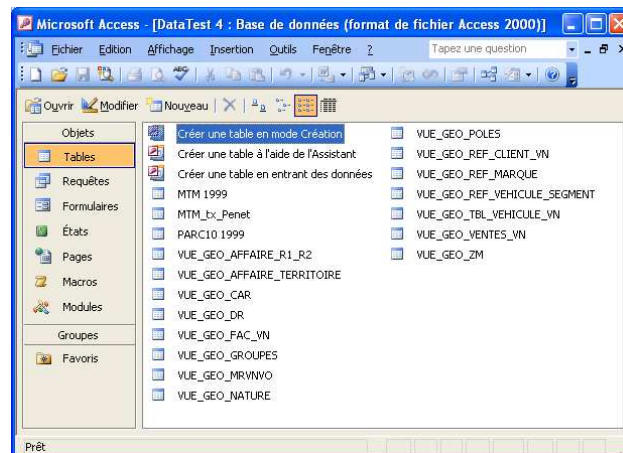 Microsoft Access - [DataTest 4 : Base de données (format de fichier Access 2000)]
Fichier Edition Affichage Insertion Outils Fenêtre ? Tapez une question
Ouvrir Modifier Nouveau
Objets
Tables
Requêtes
Formulaires
États
Pages
Macros
Modules
Groupes
Favoris
Créer une table en mode Création
Créer une table à l'aide de l'Assistant
Créer une table en entrant des données
MTM 1999
MTM_tx_Penet
PARC10 1999
VUE_GEO_AFFAIRE_R1_R2
VUE_GEO_AFFAIRE_TERRITOIRE
VUE_GEO_CAR
VUE_GEO_DR
VUE_GEO_FAC_VN
VUE_GEO_GROUPES
VUE_GEO_MRVNVO
VUE_GEO_NATURE
VUE_GEO_POLES
VUE_GEO_REF_CLIENT_VN
VUE_GEO_REF_MARQUE
VUE_GEO_REF_VEHICULE_SEGMENT
VUE_GEO_TBL_VEHICULE_VN
VUE_GEO_VENTES_VN
VUE_GEO_ZM
Prêt